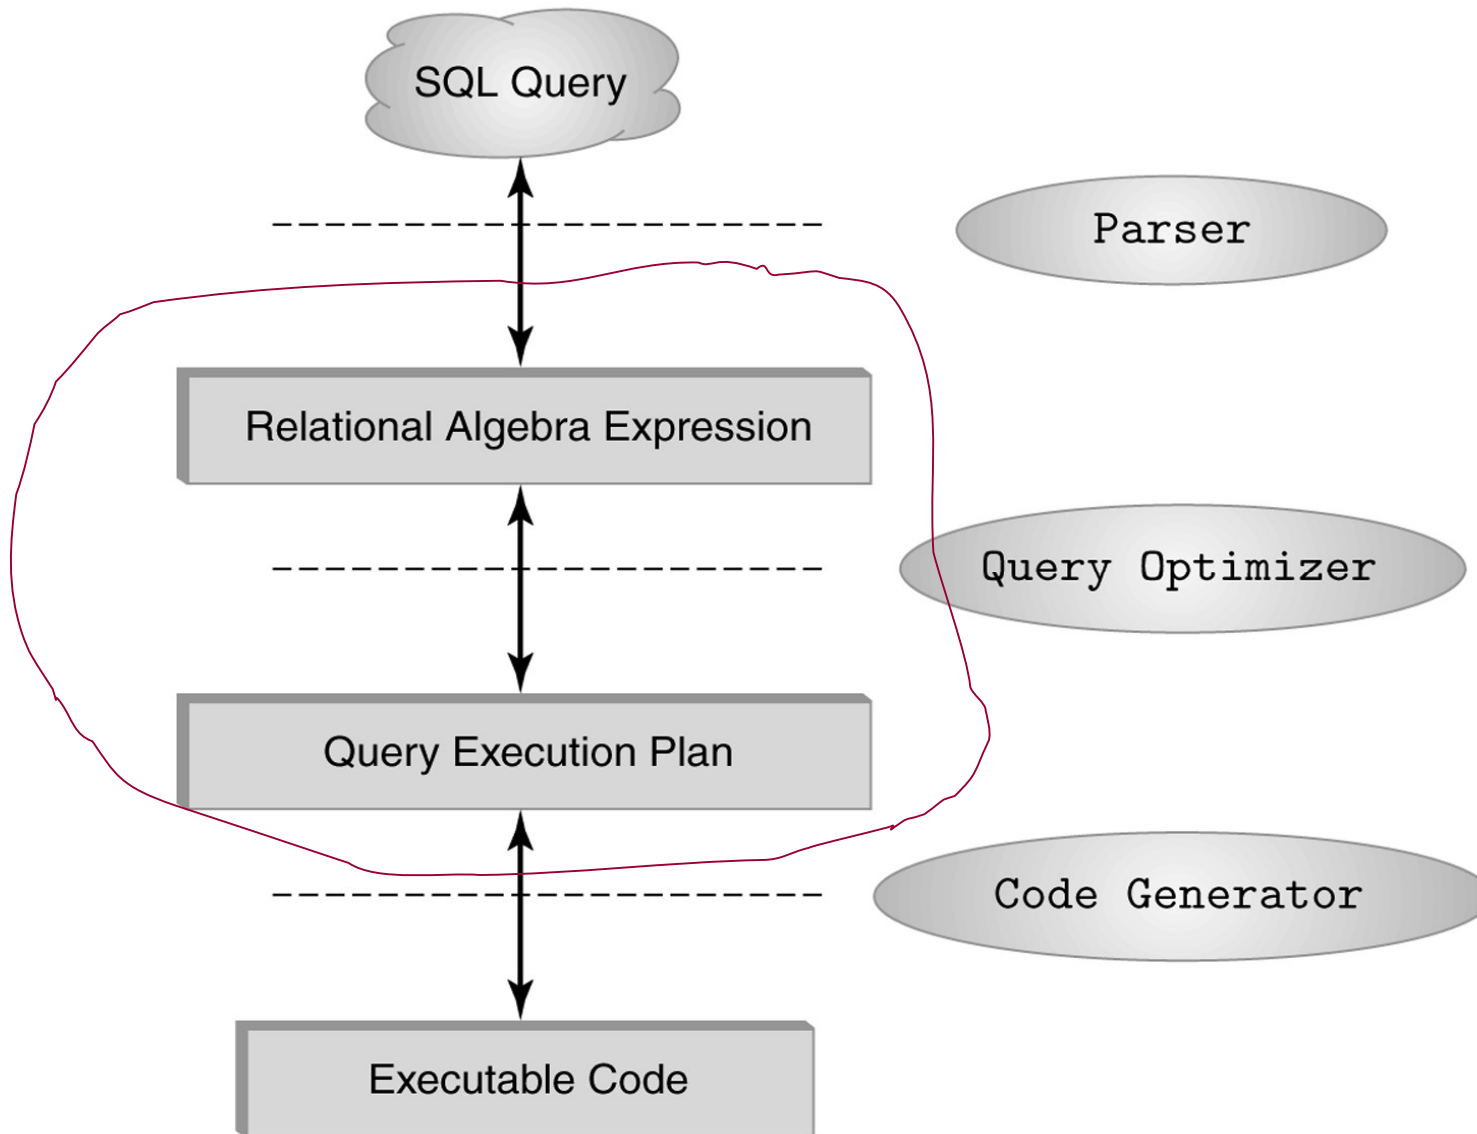 SQL Query
Parser
Relational Algebra Expression
Query Optimizer
Query Execution Plan
Code Generator
Executable Code